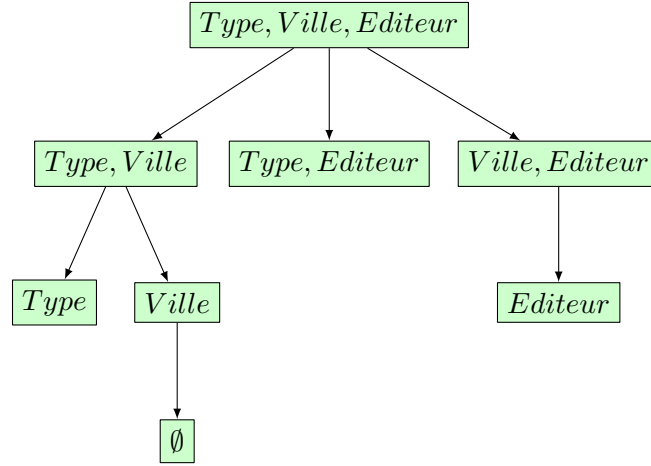 Type, Ville, Editeur
Type, Ville
Type, Editeur
Ville, Editeur
Type
Ville
Editeur
∅